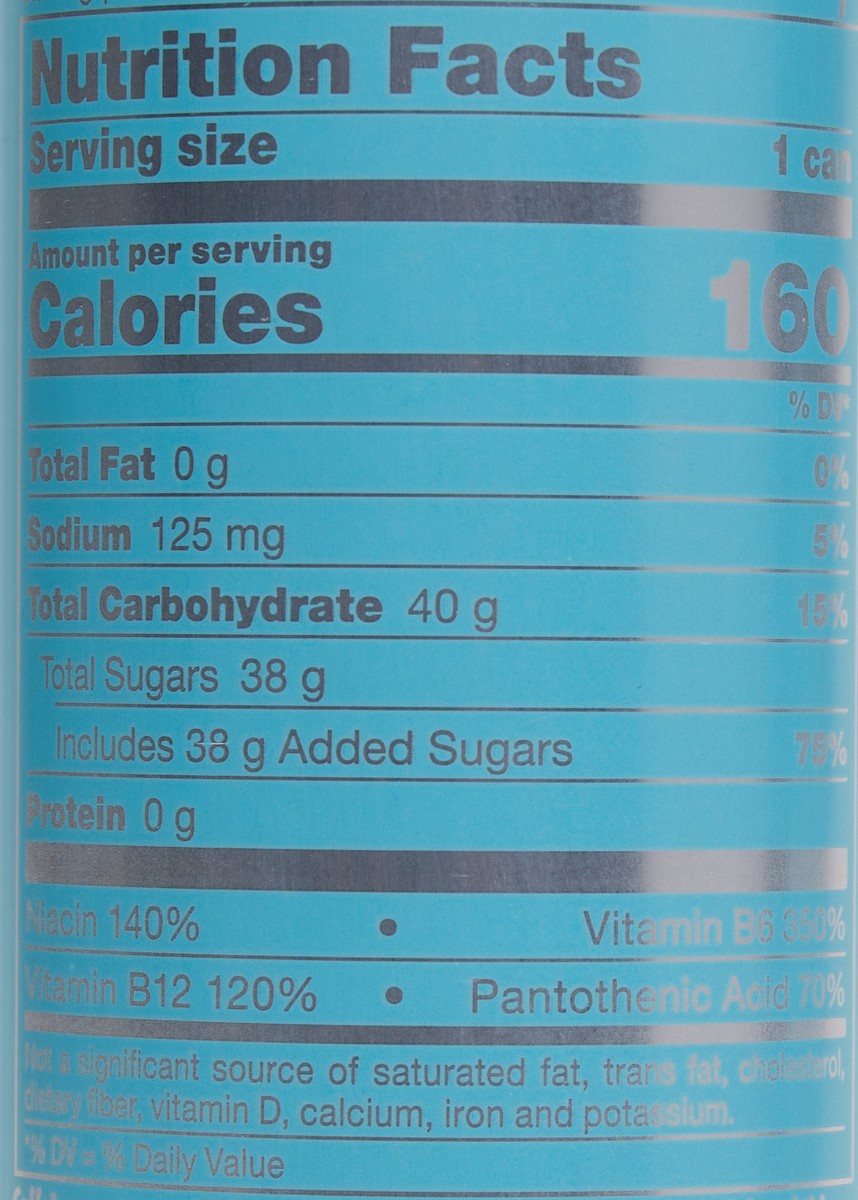 Nutrition Facts
Serving size 1 can
Amount per serving
Calories 160
% DV*
Total Fat 0 g 0%
Sodium 125 mg 5%
Total Carbohydrate 40 g 15%
Total Sugars 38 g
Includes 38 g Added Sugars 75%
Protein 0 g
Niacin 140% • Vitamin B6 350%
Vitamin B12 120% • Pantothenic Acid 70%
Not a significant source of saturated fat, trans fat, cholesterol,
dietary fiber, vitamin D, calcium, iron and potassium.
*% DV = % Daily Value